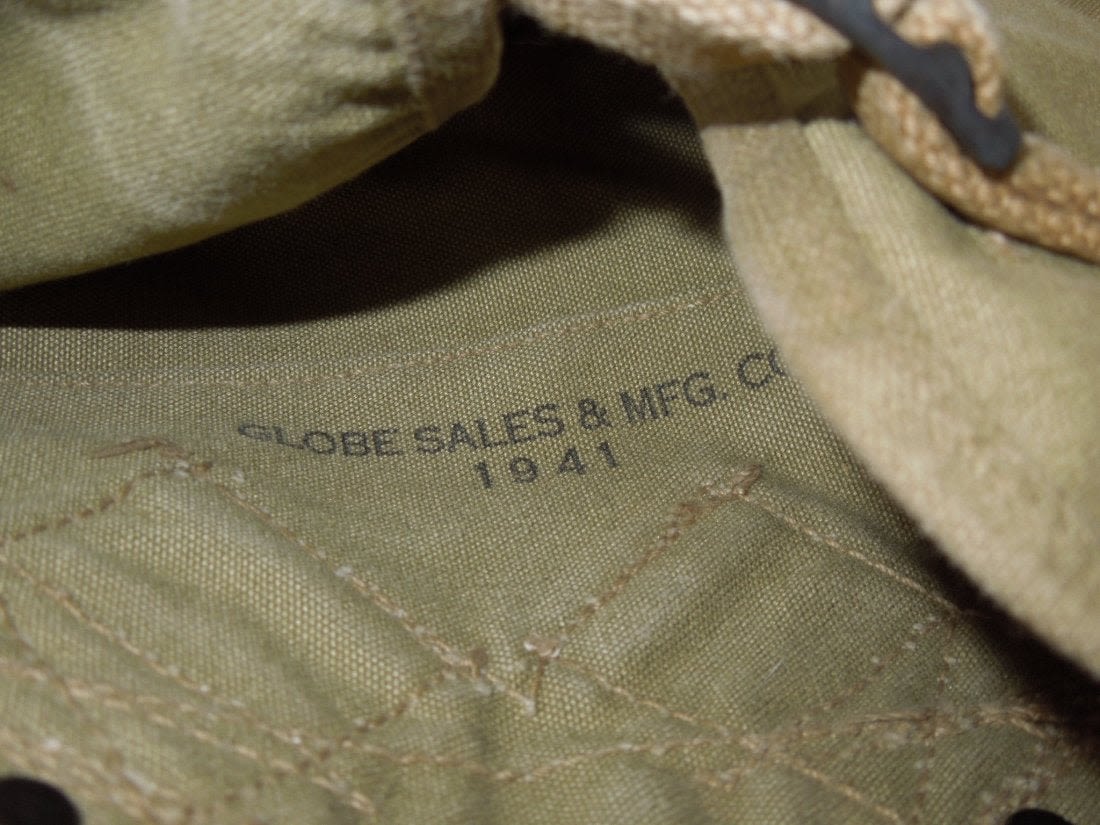 GLOBE SALES & MFG. CO
1941